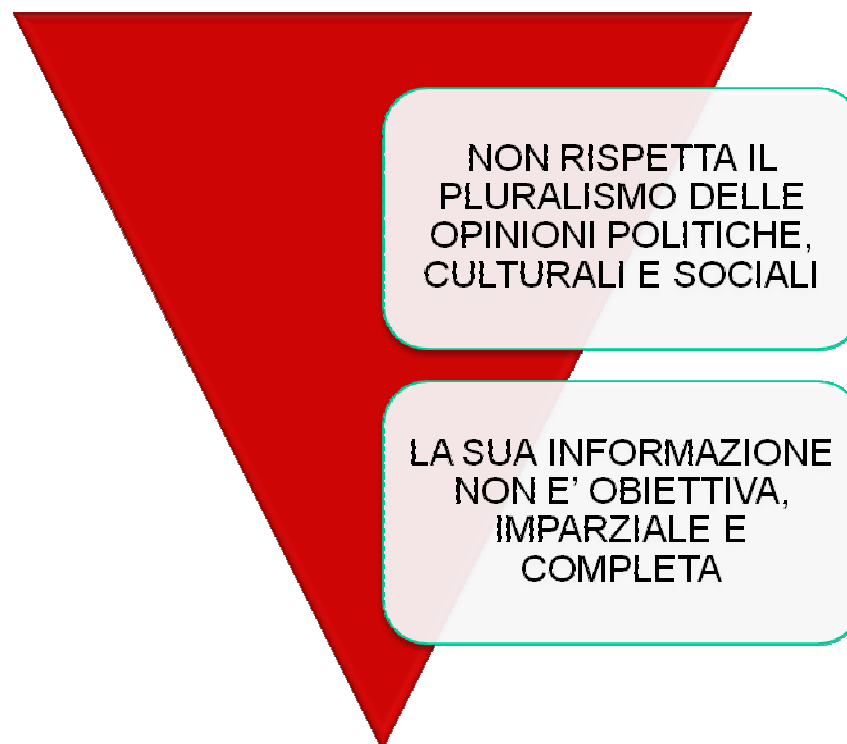 NON RISPETTA IL
PLURALISMO DELLE
OPINIONI POLITICHE,
CULTURALI E SOCIALI
LA SUA INFORMAZIONE
NON E’ OBIETTIVA,
IMPARZIALE E
COMPLETA